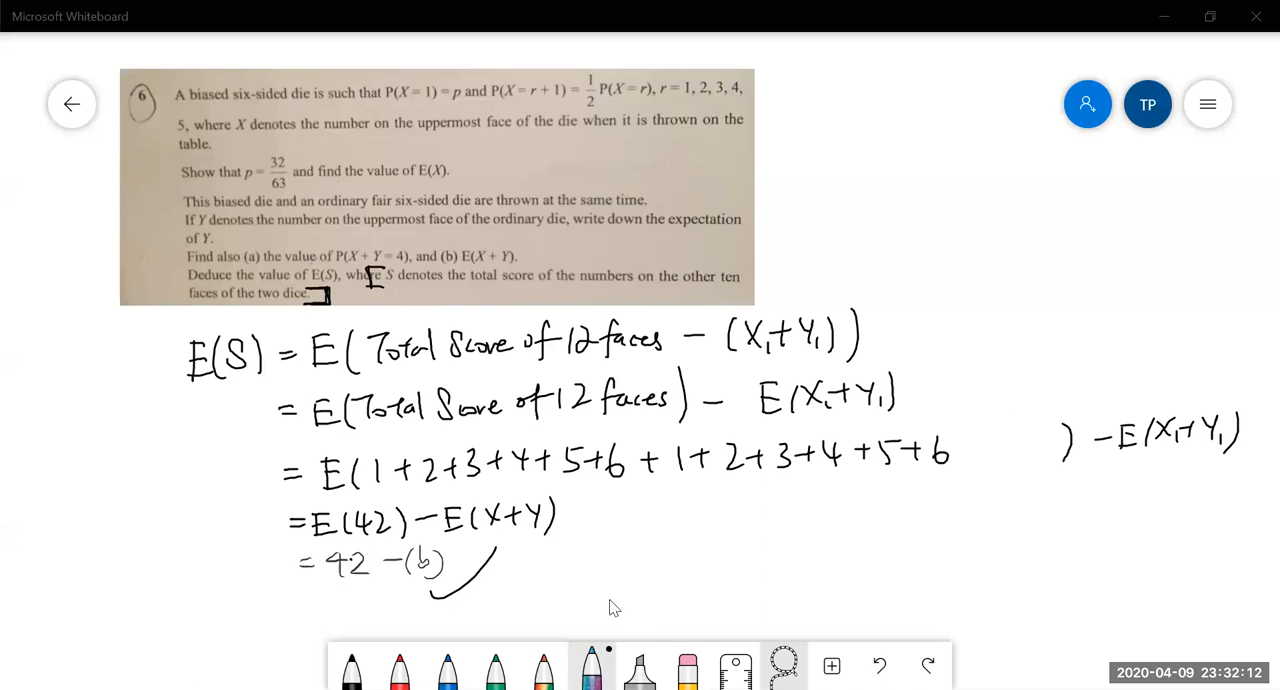 Microsoft Whiteboard
TP
6 A biased six-sided die is such that P(X = 1) = p and P(X = r + 1) = 1/2 P(X = r), r = 1, 2, 3, 4,
5, where X denotes the number on the uppermost face of the die when it is thrown on the
table.
Show that p = 32/63 and find the value of E(X).
This biased die and an ordinary fair six-sided die are thrown at the same time.
If Y denotes the number on the uppermost face of the ordinary die, write down the expectation
of Y.
Find also (a) the value of P(X + Y = 4), and (b) E(X + Y).
Deduce the value of E(S), where S denotes the total score of the numbers on the other ten
faces of the two dice.
E(S) = E(Total Score of 12 faces - (X₁+Y₁))
= E(Total Score of 12 faces) - E(X₁+Y₁)
= E(1+2+3+4+5+6+1+2+3+4+5+6 ) - E(X₁+Y₁)
= E(42) - E(X+Y)
= 42 - (b)
2020-04-09 23:32:12